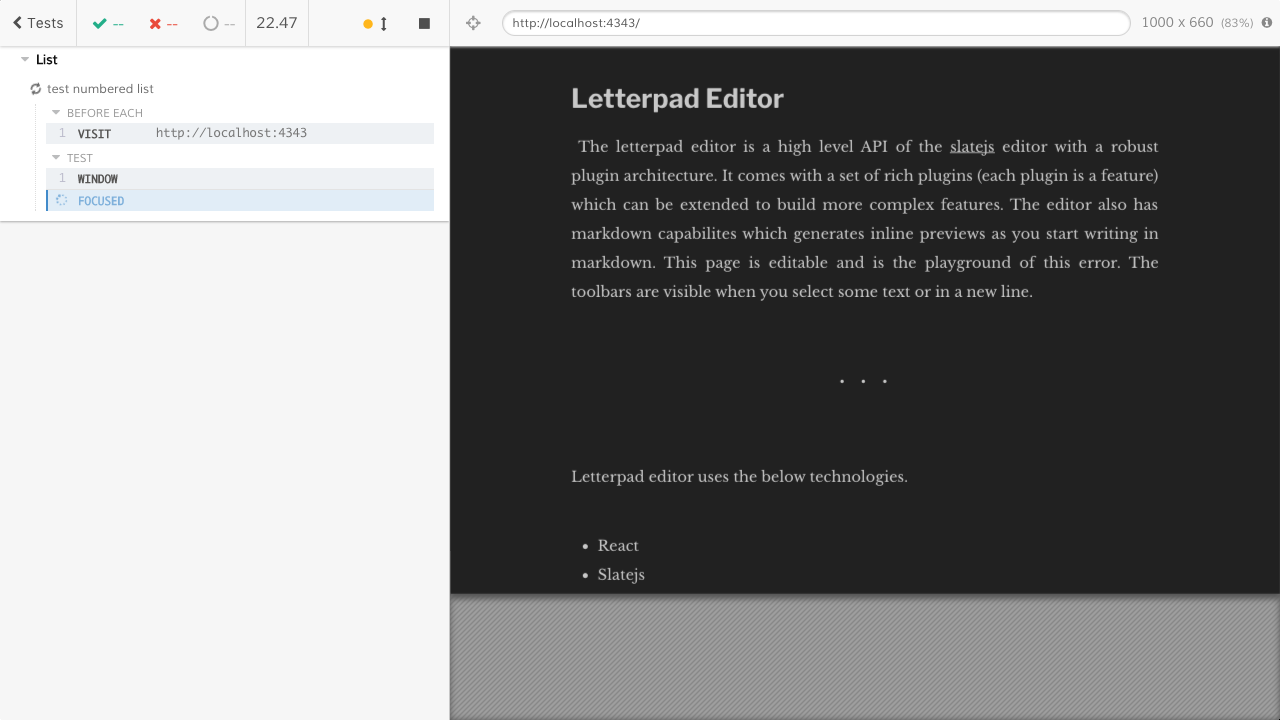 Tests -- -- -- 22.47 http://localhost:4343/ 1000 x 660 (83%)
List
test numbered list
BEFORE EACH
1 VISIT http://localhost:4343
TEST
1 WINDOW
FOCUSED
Letterpad Editor
The letterpad editor is a high level API of the slatejs editor with a robust
plugin architecture. It comes with a set of rich plugins (each plugin is a feature)
which can be extended to build more complex features. The editor also has
markdown capabilites which generates inline previews as you start writing in
markdown. This page is editable and is the playground of this error. The
toolbars are visible when you select some text or in a new line.
. . .
Letterpad editor uses the below technologies.
• React
• Slatejs